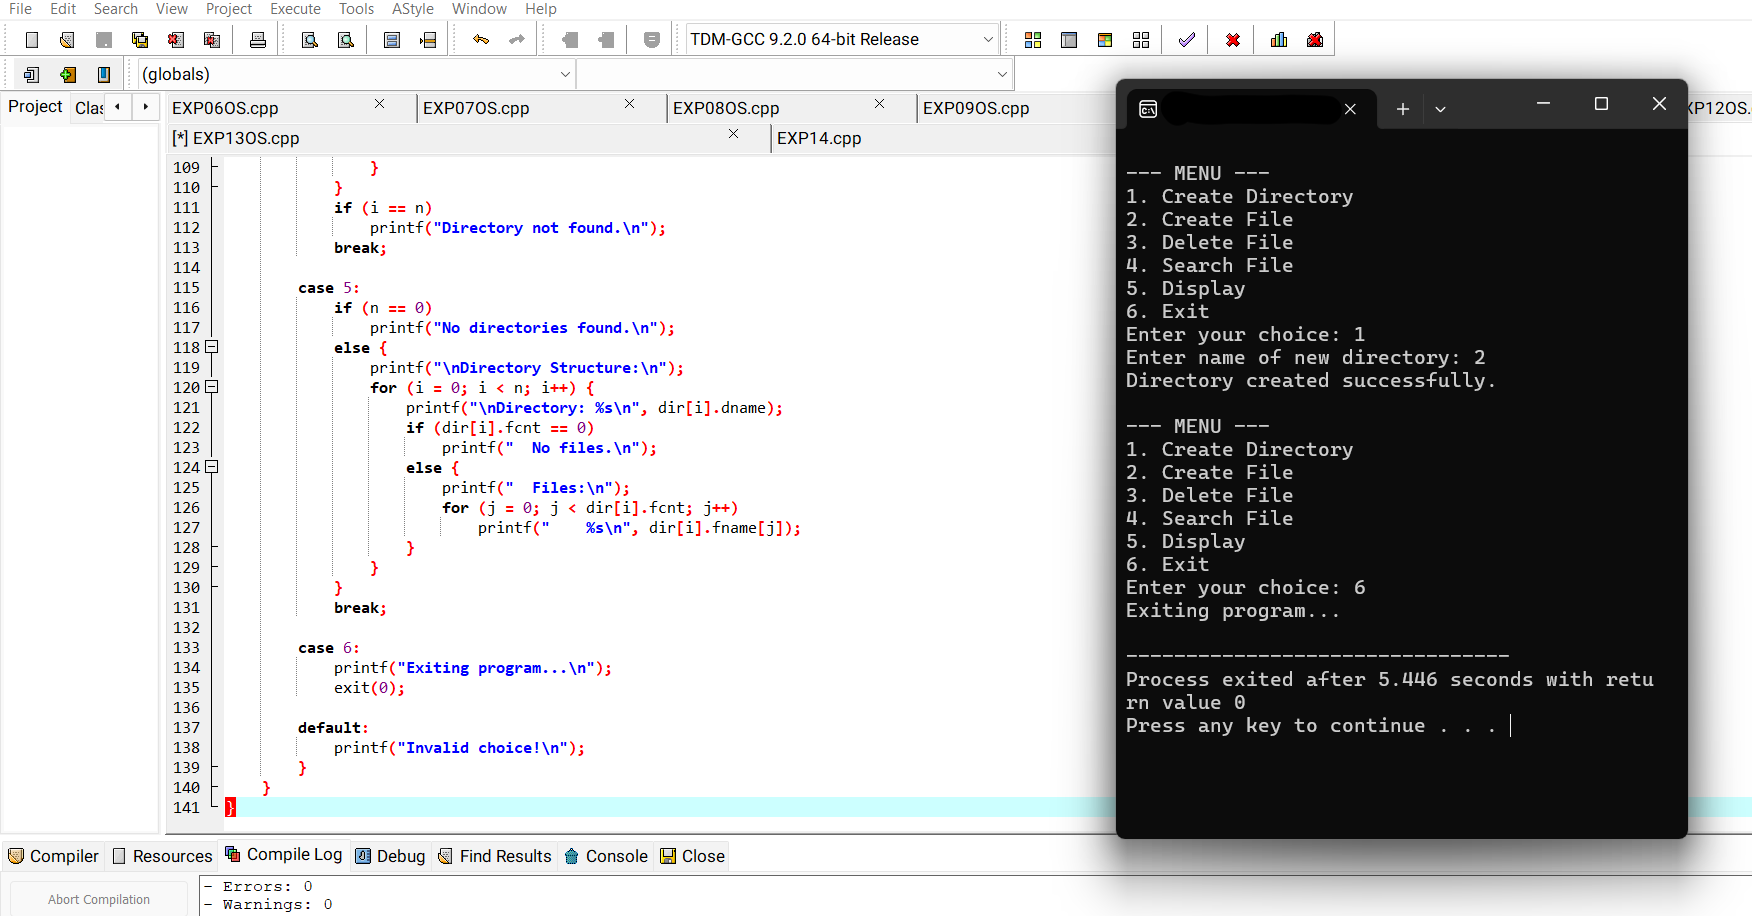 File Edit Search View Project Execute Tools AStyle Window Help
TDM-GCC 9.2.0 64-bit Release
(globals)
Project Clas
EXP06OS.cpp EXP07OS.cpp EXP08OS.cpp EXP09OS.cpp XP12OS.
[*] EXP13OS.cpp EXP14.cpp
109 }
110 }
111 if (i == n)
112 printf("Directory not found.\n");
113 break;
114
115 case 5:
116 if (n == 0)
117 printf("No directories found.\n");
118 else {
119 printf("\nDirectory Structure:\n");
120 for (i = 0; i < n; i++) {
121 printf("\nDirectory: %s\n", dir[i].dname);
122 if (dir[i].fcnt == 0)
123 printf("  No files.\n");
124 else {
125 printf("  Files:\n");
126 for (j = 0; j < dir[i].fcnt; j++)
127 printf("    %s\n", dir[i].fname[j]);
128 }
129 }
130 }
131 break;
132
133 case 6:
134 printf("Exiting program...\n");
135 exit(0);
136
137 default:
138 printf("Invalid choice!\n");
139 }
140 }
141 }
--- MENU ---
1. Create Directory
2. Create File
3. Delete File
4. Search File
5. Display
6. Exit
Enter your choice: 1
Enter name of new directory: 2
Directory created successfully.
--- MENU ---
1. Create Directory
2. Create File
3. Delete File
4. Search File
5. Display
6. Exit
Enter your choice: 6
Exiting program...
--------------------------------
Process exited after 5.446 seconds with retu
rn value 0
Press any key to continue . . .
Compiler Resources Compile Log Debug Find Results Console Close
Abort Compilation
- Errors: 0
- Warnings: 0